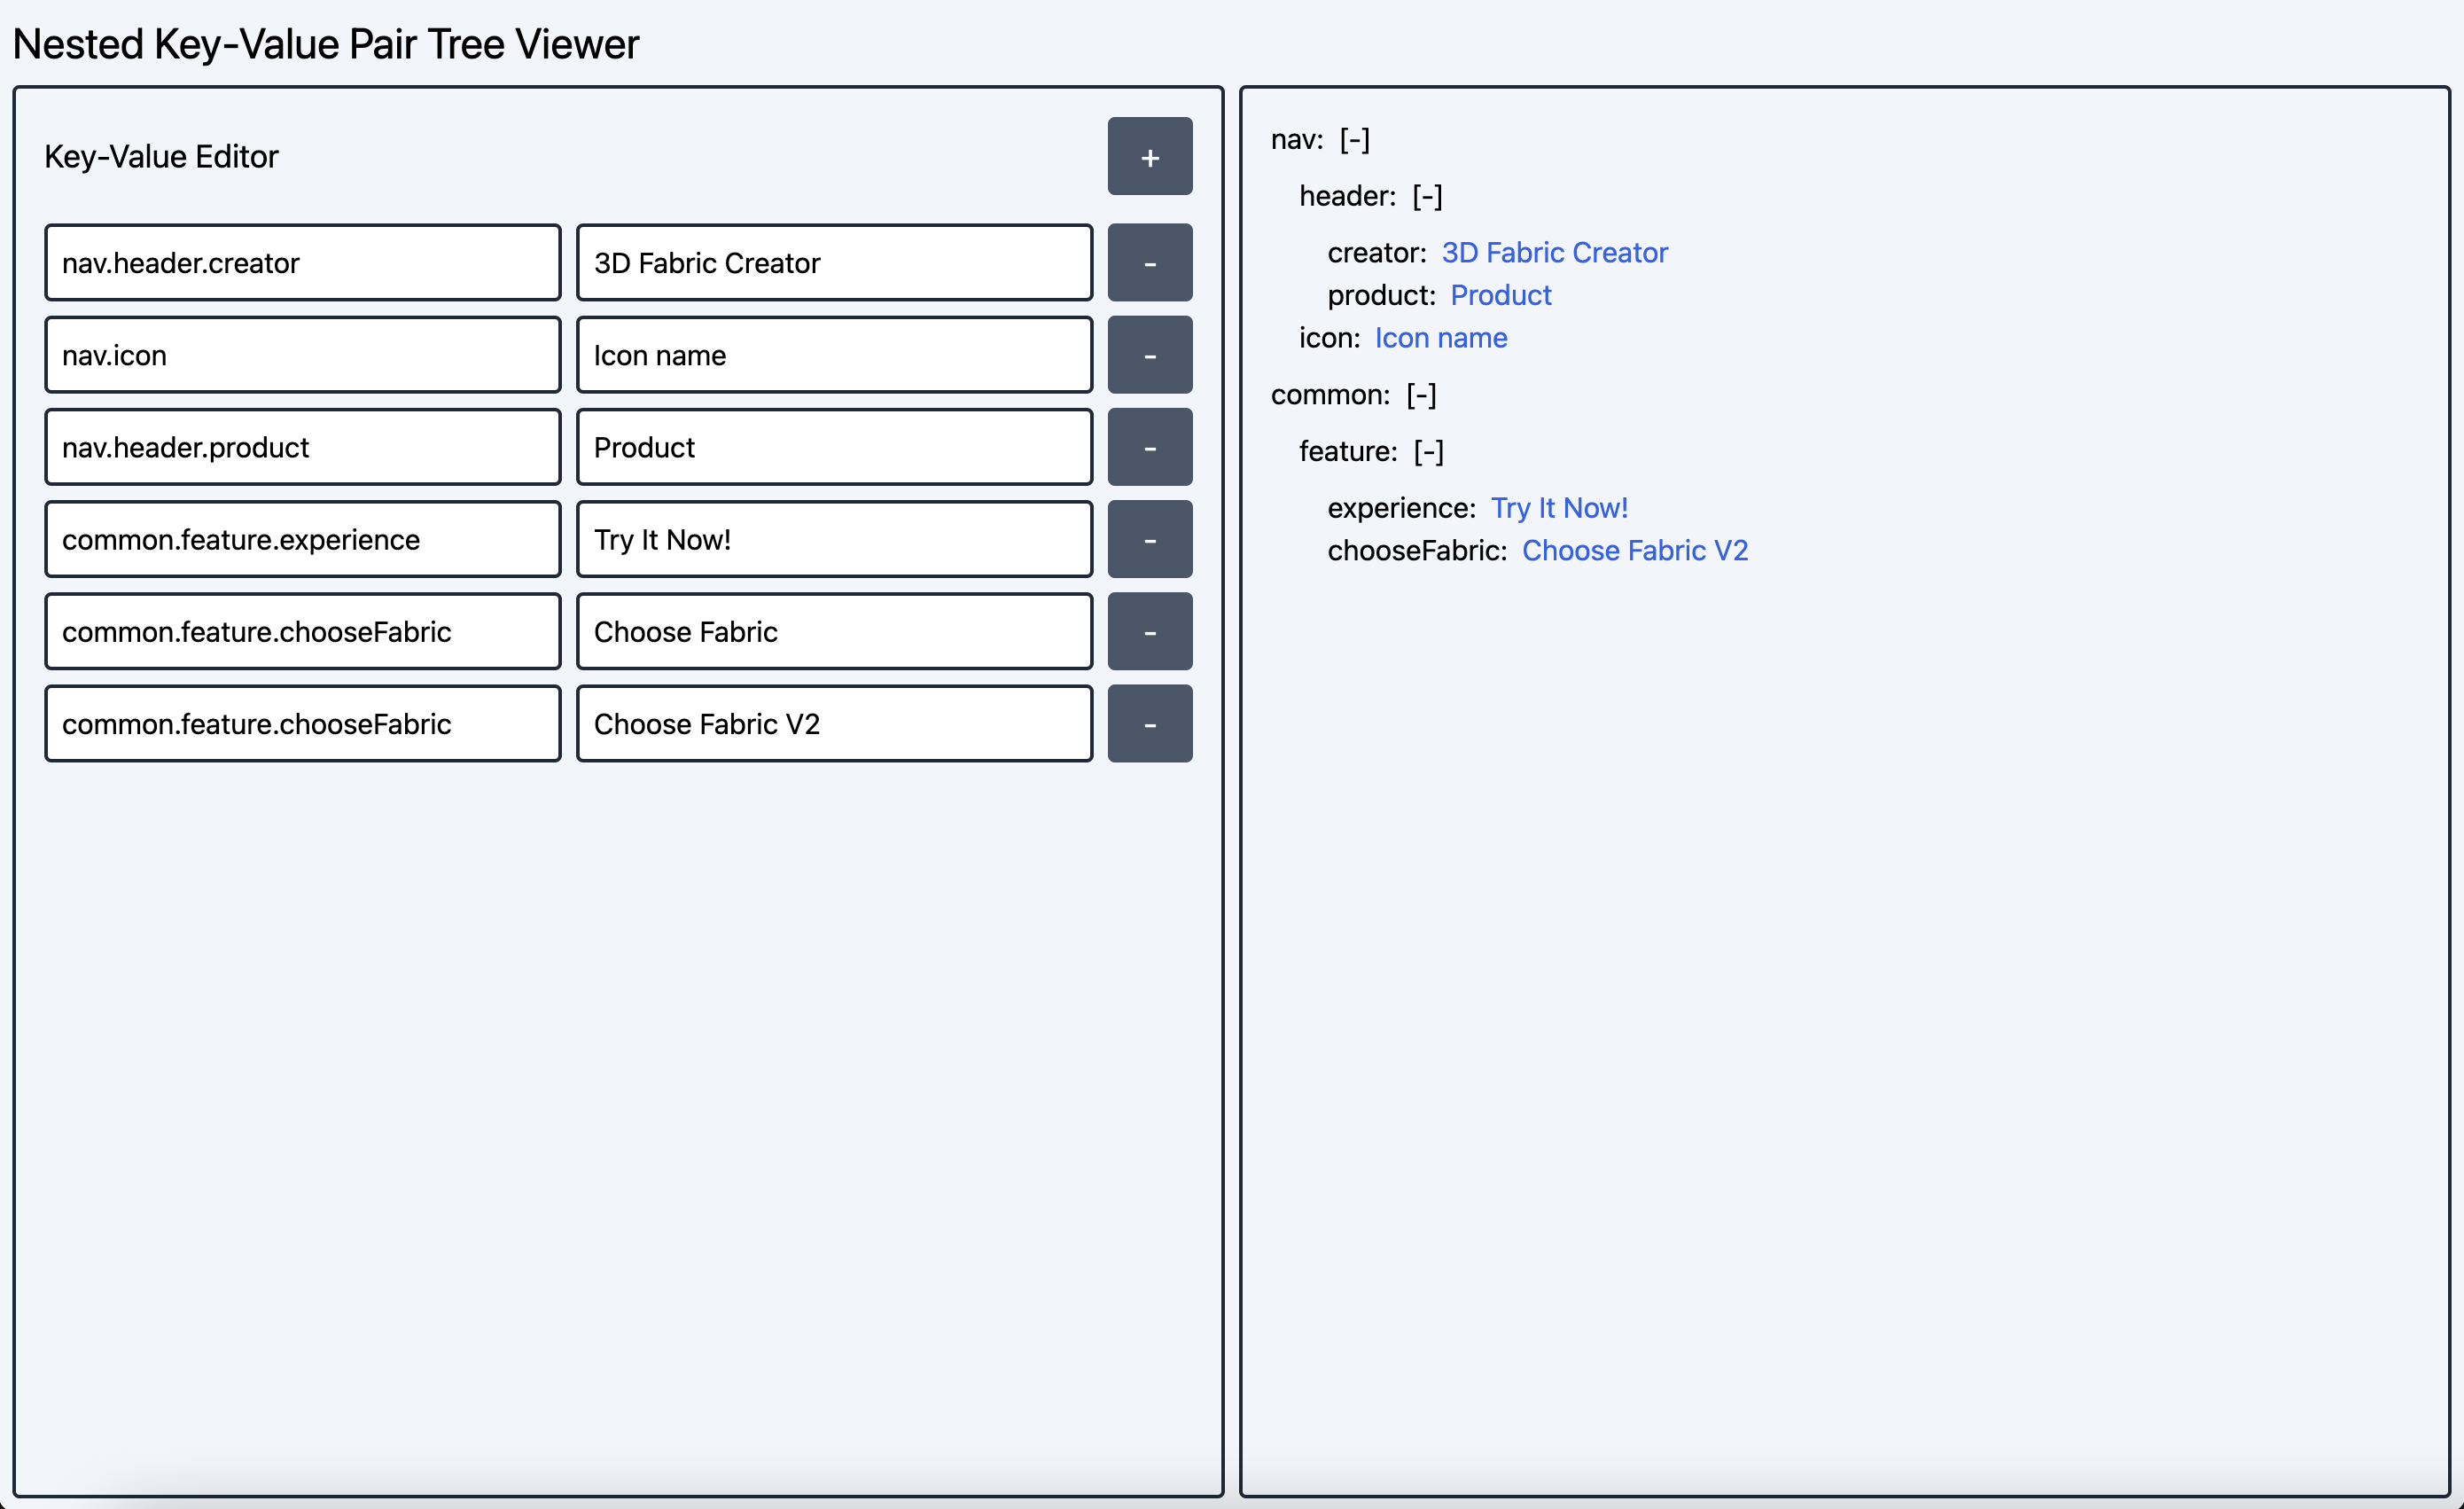 Nested Key-Value Pair Tree Viewer
Key-Value Editor
+
nav.header.creator 3D Fabric Creator -
nav.icon Icon name -
nav.header.product Product -
common.feature.experience Try It Now! -
common.feature.chooseFabric Choose Fabric -
common.feature.chooseFabric Choose Fabric V2 -
nav: [-]
header: [-]
creator: 3D Fabric Creator
product: Product
icon: Icon name
common: [-]
feature: [-]
experience: Try It Now!
chooseFabric: Choose Fabric V2